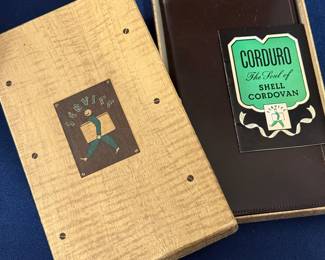 CORDURO
The Soul of
SHELL
CORDOVAN